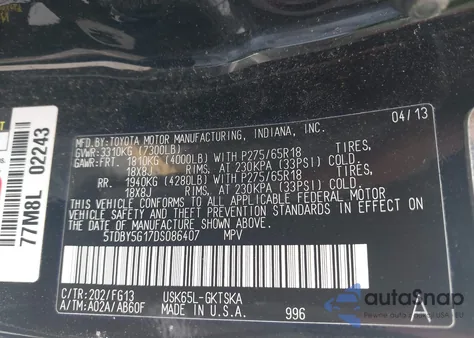 04/13
MFD.BY:TOYOTA MOTOR MANUFACTURING, INDIANA, INC.
GVWR:3310KG (7300LB)
GAWR:FRT. 1810KG (4000LB) WITH P275/65R18
18X8J RIMS, AT 230KPA (33PSI) COLD.
RR. 1940KG (4280LB) WITH P275/65R18
18X8J RIMS, AT 230KPA (33PSI) COLD.
THIS VEHICLE CONFORMS TO ALL APPLICABLE FEDERAL MOTOR
VEHICLE SAFETY AND THEFT PREVENTION STANDARDS IN
EFFECT ON THE DATE OF MANUFACTURE SHOWN ABOVE.
5TDBY5G17DS086407 MPV
C/TR:202/FG13 USK65L-GKTSKA
A/TM:A02A/AB60F MADE IN U.S.A. 996 A
77M8L 02243
autoSnap